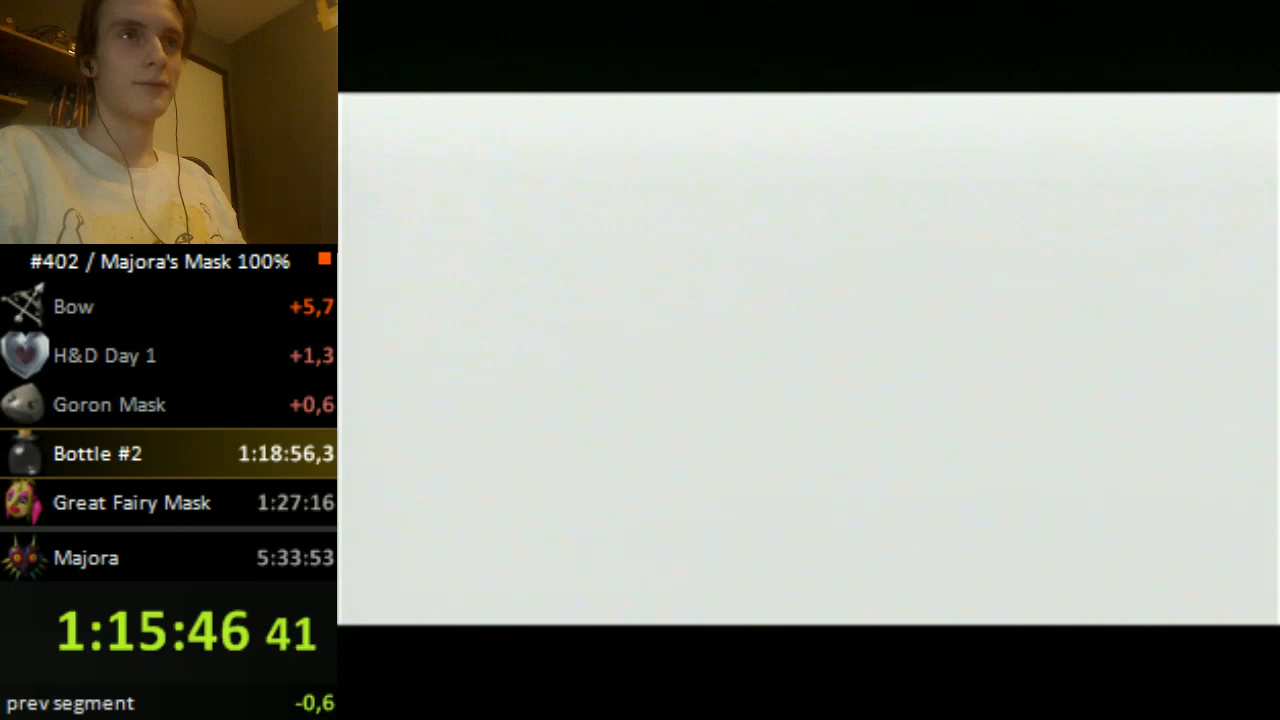 #402 / Majora's Mask 100%
Bow +5,7
H&D Day 1 +1,3
Goron Mask +0,6
Bottle #2 1:18:56,3
Great Fairy Mask 1:27:16
Majora 5:33:53
1:15:46 41
prev segment -0,6